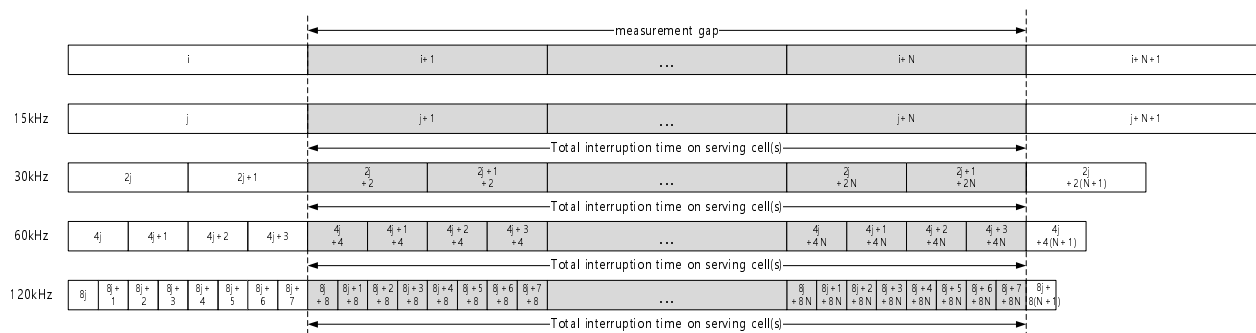 measurement gap
i
i+1
...
i+N
i+N+1
15kHz
j
j+1
...
j+N
j+N+1
Total interruption time on serving cell(s)
30kHz
2j
2j+1
2j
+2
2j+1
+2
...
2j
+2N
2j+1
+2N
2j
+2(N+1)
Total interruption time on serving cell(s)
60kHz
4j
4j+1
4j+2
4j+3
4j
+4
4j+1
+4
4j+2
+4
4j+3
+4
...
4j
+4N
4j+1
+4N
4j+2
+4N
4j+3
+4N
4j
+4(N+1)
Total interruption time on serving cell(s)
120kHz
8j
8j+
1
8j+
2
8j+
3
8j+
4
8j+
5
8j+
6
8j+
7
8j
+8
8j+1
+8
8j+2
+8
8j+3
+8
8j+4
+8
8j+5
+8
8j+6
+8
8j+7
+8
...
8j
+8N
8j+1
+8N
8j+2
+8N
8j+3
+8N
8j+4
+8N
8j+5
+8N
8j+6
+8N
8j+7
+8N
8j+
8(N+1)
Total interruption time on serving cell(s)